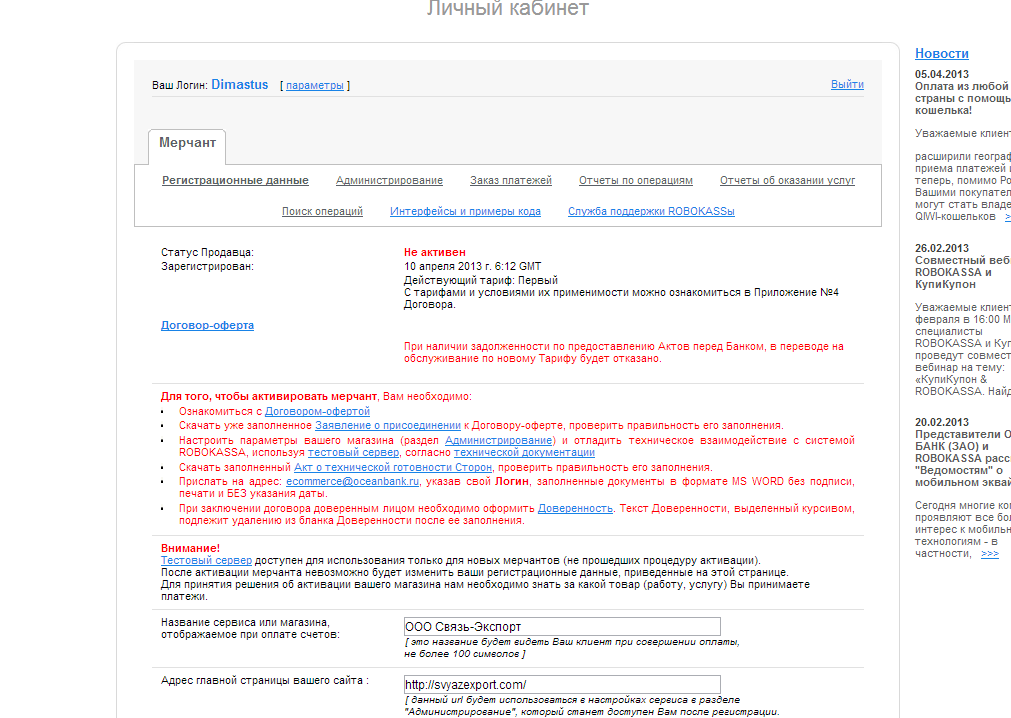 Личный кабинет
Ваш Логин: Dimastus [ параметры ]
Выйти
Мерчант
Регистрационные данные Администрирование Заказ платежей Отчеты по операциям Отчеты об оказании услуг
Поиск операций Интерфейсы и примеры кода Служба поддержки ROBOKASSы
Статус Продавца: Не активен
Зарегистрирован: 10 апреля 2013 г. 6:12 GMT
Действующий тариф: Первый
С тарифами и условиями их применимости можно ознакомиться в Приложение №4
Договора.
Договор-оферта
При наличии задолженности по предоставлению Актов перед Банком, в переводе на
обслуживание по новому Тарифу будет отказано.
Для того, чтобы активировать мерчант, Вам необходимо:
Ознакомиться с Договором-офертой
Скачать уже заполненное Заявление о присоединении к Договору-оферте, проверить правильность его заполнения.
Настроить параметры вашего магазина (раздел Администрирование) и отладить техническое взаимодействие с системой
ROBOKASSA, используя тестовый сервер, согласно технической документации
Скачать заполненный Акт о технической готовности Сторон, проверить правильность его заполнения.
Прислать на адрес: ecommerce@oceanbank.ru, указав свой Логин, заполненные документы в формате MS WORD без подписи,
печати и БЕЗ указания даты.
При заключении договора доверенным лицом необходимо оформить Доверенность. Текст Доверенности, выделенный курсивом,
подлежит удалению из бланка Доверенности после ее заполнения.
Внимание!
Тестовый сервер доступен для использования только для новых мерчантов (не прошедших процедуру активации).
После активации мерчанта невозможно будет изменить ваши регистрационные данные, приведенные на этой странице.
Для принятия решения об активации вашего магазина нам необходимо знать за какой товар (работу, услугу) Вы принимаете
платежи.
Название сервиса или магазина,
отображаемое при оплате счетов:
ООО Связь-Экспорт
[ это название будет видеть Ваш клиент при совершении оплаты,
не более 100 символов ]
Адрес главной страницы вашего сайта :
http://svyazexport.com/
[ данный url будет использоваться в настройках сервиса в разделе
"Администрирование", который станет доступен Вам после регистрации.
Новости
05.04.2013
Оплата из любой
страны с помощь
кошелька!
Уважаемые клиент
расширили географ
приема платежей и
теперь, помимо Ро
Вашими покупател
могут стать владе
QIWI-кошельков >
26.02.2013
Совместный веб
ROBOKASSA и
КупиКупон
Уважаемые клиент
февраля в 16:00 М
специалисты
ROBOKASSA и Куп
проведут совмест
вебинар на тему:
«КупиКупон &
ROBOKASSA. Найд
20.02.2013
Представители О
БАНК (ЗАО) и
ROBOKASSA расс
"Ведомостям" о
мобильном эквай
Сегодня многие ком
проявляют все бол
интерес к мобильн
технологиям - в
частности, >>>